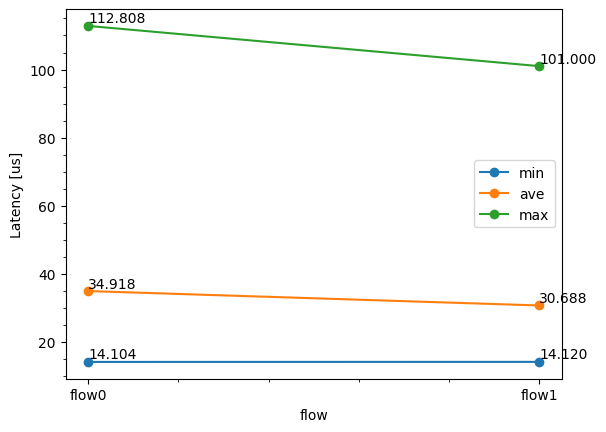 112.808
101.000
100
80
60
40
20
Latency [us]
min
ave
max
34.918
30.688
14.104
14.120
flow0
flow1
flow